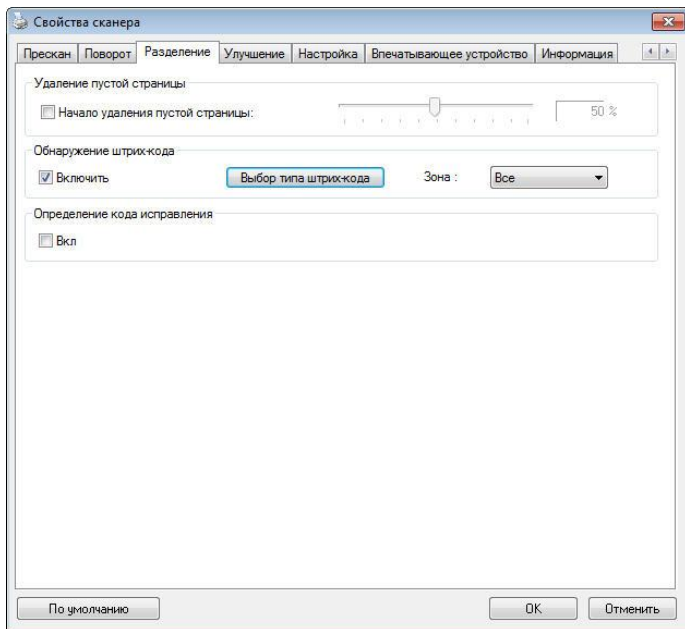 Свойства сканера
Прескан Поворот Разделение Улучшение Настройка Впечатывающее устройство Информация
Удаление пустой страницы
Начало удаления пустой страницы: 50 %
Обнаружение штрих-кода
Включить Выбор типа штрих-кода Зона : Все
Определение кода исправления
Вкл
По умолчанию OK Отменить